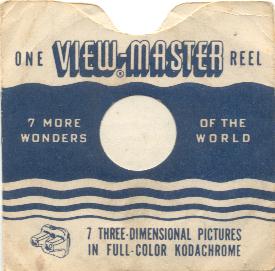 ONE VIEW-MASTER® REEL
7 MORE OF THE
WONDERS WORLD
7 THREE-DIMENSIONAL PICTURES
IN FULL-COLOR KODACHROME